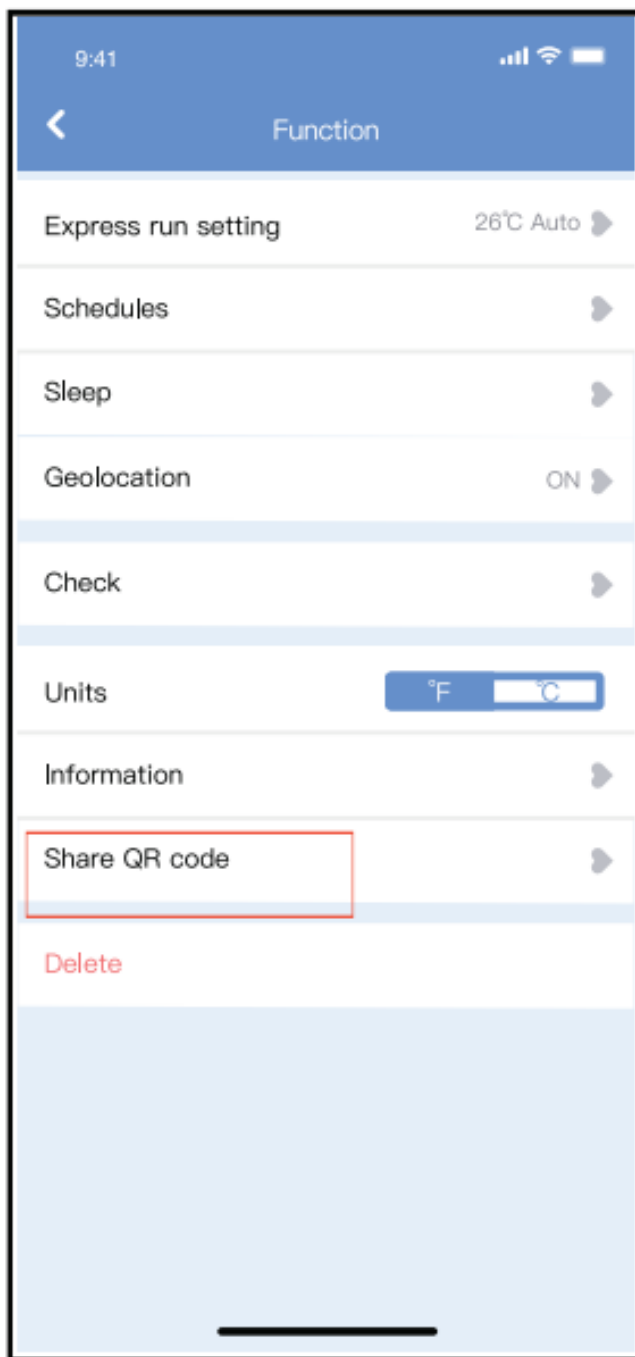 9:41
Function
Express run setting 26℃ Auto
Schedules
Sleep
Geolocation ON
Check
Units ℉ ℃
Information
Share QR code
Delete